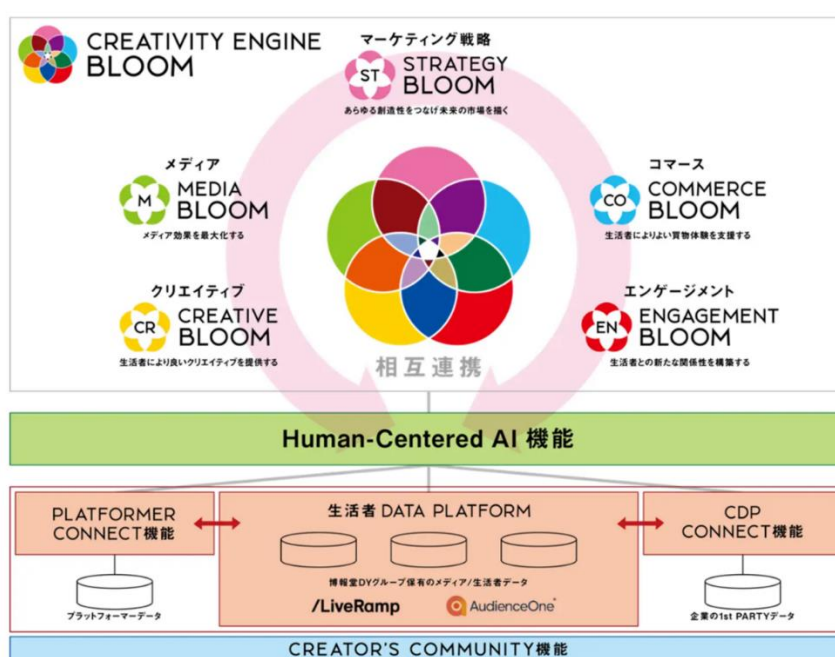 CREATIVITY ENGINE
BLOOM
マーケティング戦略
ST
STRATEGY
BLOOM
あらゆる創造性をつなげ未来の市場を描く
メディア
M
MEDIA
BLOOM
メディア効果を最大化する
コマース
CO
COMMERCE
BLOOM
生活者によりよい買物体験を支援する
クリエイティブ
CR
CREATIVE
BLOOM
生活者により良いクリエイティブを提供する
エンゲージメント
EN
ENGAGEMENT
BLOOM
生活者との新たな関係性を構築する
相互連携
Human-Centered AI 機能
PLATFORMER
CONNECT機能
プラットフォーマーデータ
生活者 DATA PLATFORM
博報堂DYグループ保有のメディア/生活者データ
/LiveRamp
AudienceOne®
CDP
CONNECT機能
企業の1st PARTYデータ
CREATOR'S COMMUNITY機能